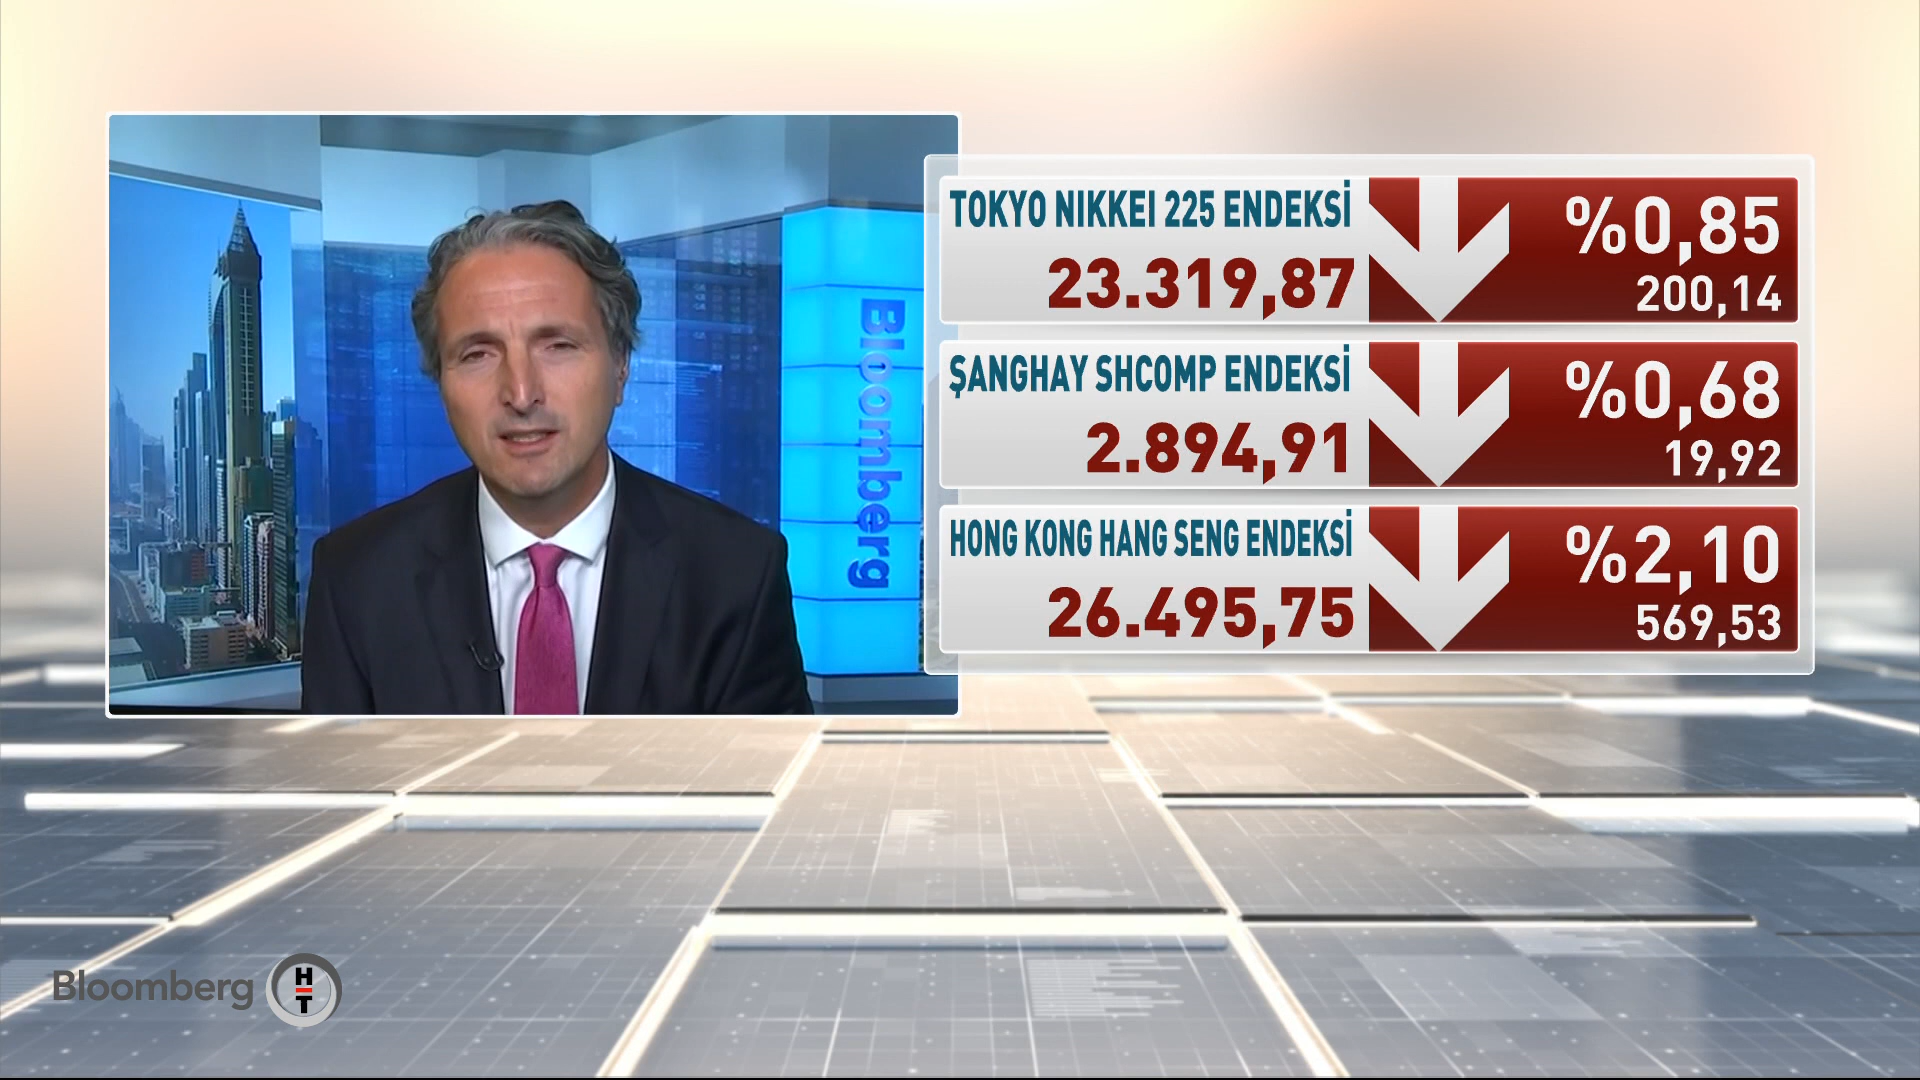 Bloomberg
TOKYO NIKKEI 225 ENDEKSİ
23.319,87
%0,85
200,14
ŞANGHAY SHCOMP ENDEKSİ
2.894,91
%0,68
19,92
HONG KONG HANG SENG ENDEKSİ
26.495,75
%2,10
569,53
Bloomberg HT